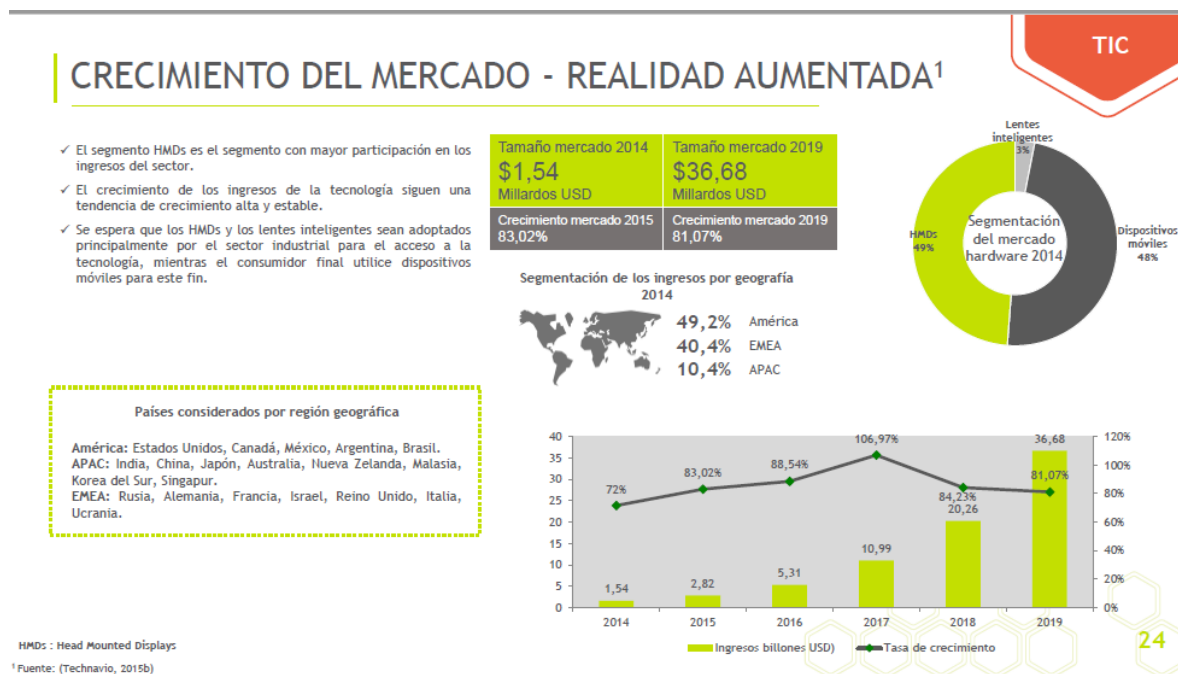 TIC
CRECIMIENTO DEL MERCADO - REALIDAD AUMENTADA¹
✓ El segmento HMDs es el segmento con mayor participación en los
ingresos del sector.
✓ El crecimiento de los ingresos de la tecnología siguen una
tendencia de crecimiento alta y estable.
✓ Se espera que los HMDs y los lentes inteligentes sean adoptados
principalmente por el sector industrial para el acceso a la
tecnología, mientras el consumidor final utilice dispositivos
móviles para este fin.
Tamaño mercado 2014
$1,54
Millardos USD
Crecimiento mercado 2015
83,02%
Tamaño mercado 2019
$36,68
Millardos USD
Crecimiento mercado 2019
81,07%
Lentes
inteligentes
3%
HMDs
49%
Segmentación
del mercado
hardware 2014
Dispositivos
móviles
48%
Segmentación de los ingresos por geografía
2014
49,2% América
40,4% EMEA
10,4% APAC
Países considerados por región geográfica
América: Estados Unidos, Canadá, México, Argentina, Brasil.
APAC: India, China, Japón, Australia, Nueva Zelanda, Malasia,
Korea del Sur, Singapur.
EMEA: Rusia, Alemania, Francia, Israel, Reino Unido, Italia,
Ucrania.
40
35
30
25
20
15
10
5
0
72%
83,02%
88,54%
106,97%
84,23%
81,07%
1,54
2,82
5,31
10,99
20,26
36,68
120%
100%
80%
60%
40%
20%
0%
2014 2015 2016 2017 2018 2019
Ingresos billones USD) Tasa de crecimiento
HMDs : Head Mounted Displays
¹ Fuente: (Technavio, 2015b)
24